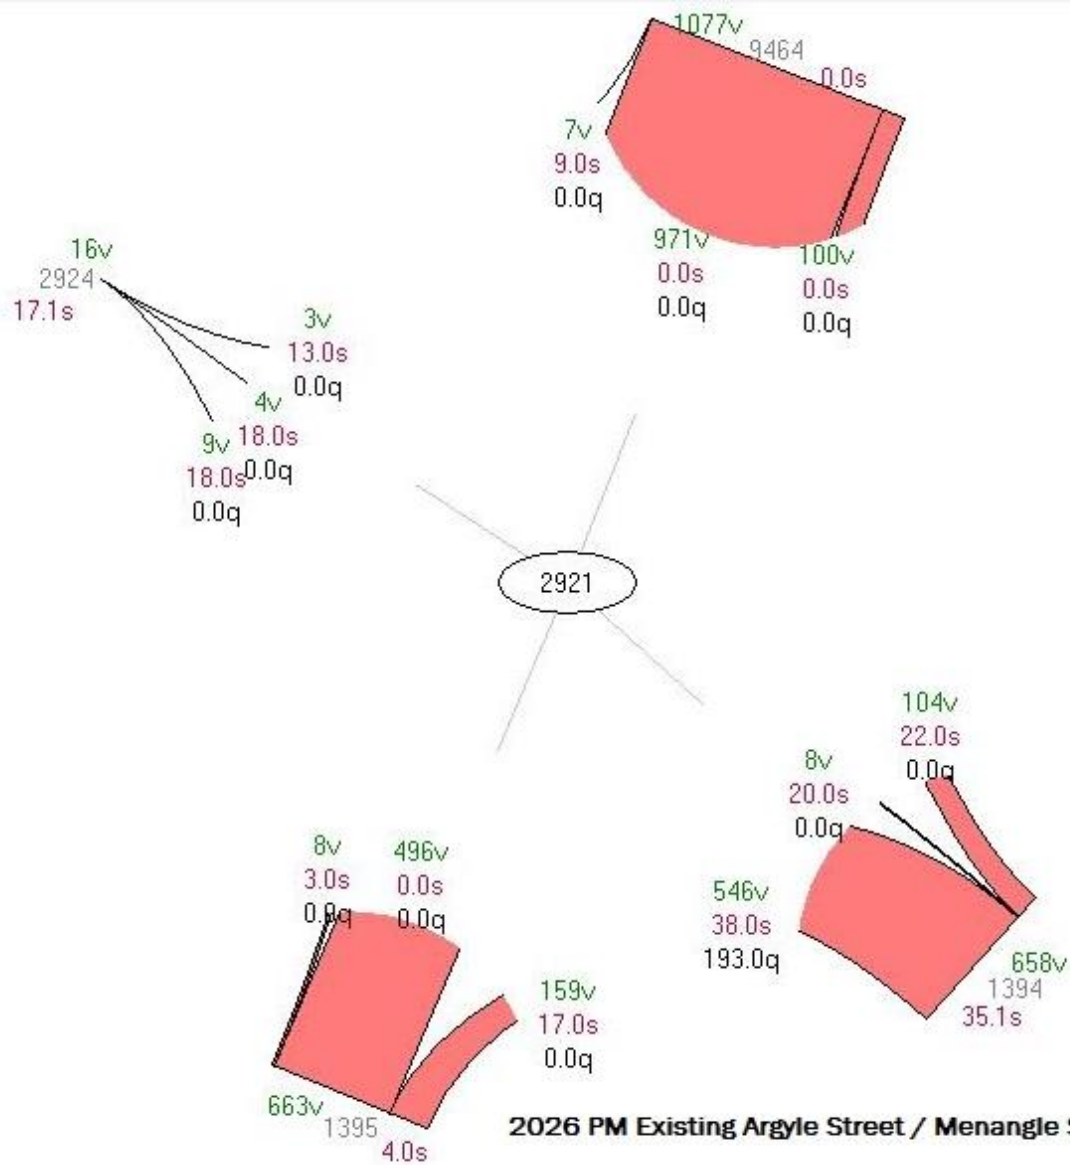 1077v
9464
0.0s
7v
9.0s
0.0q
971v
0.0s
0.0q
100v
0.0s
0.0q
16v
2924
17.1s
3v
13.0s
0.0q
4v
18.0s
0.0q
9v
18.0s
0.0q
2921
104v
22.0s
0.0q
8v
20.0s
0.0q
546v
38.0s
193.0q
658v
1394
35.1s
8v
3.0s
0.0q
496v
0.0s
0.0q
159v
17.0s
0.0q
663v
1395
4.0s
2026 PM Existing Argyle Street / Menangle S